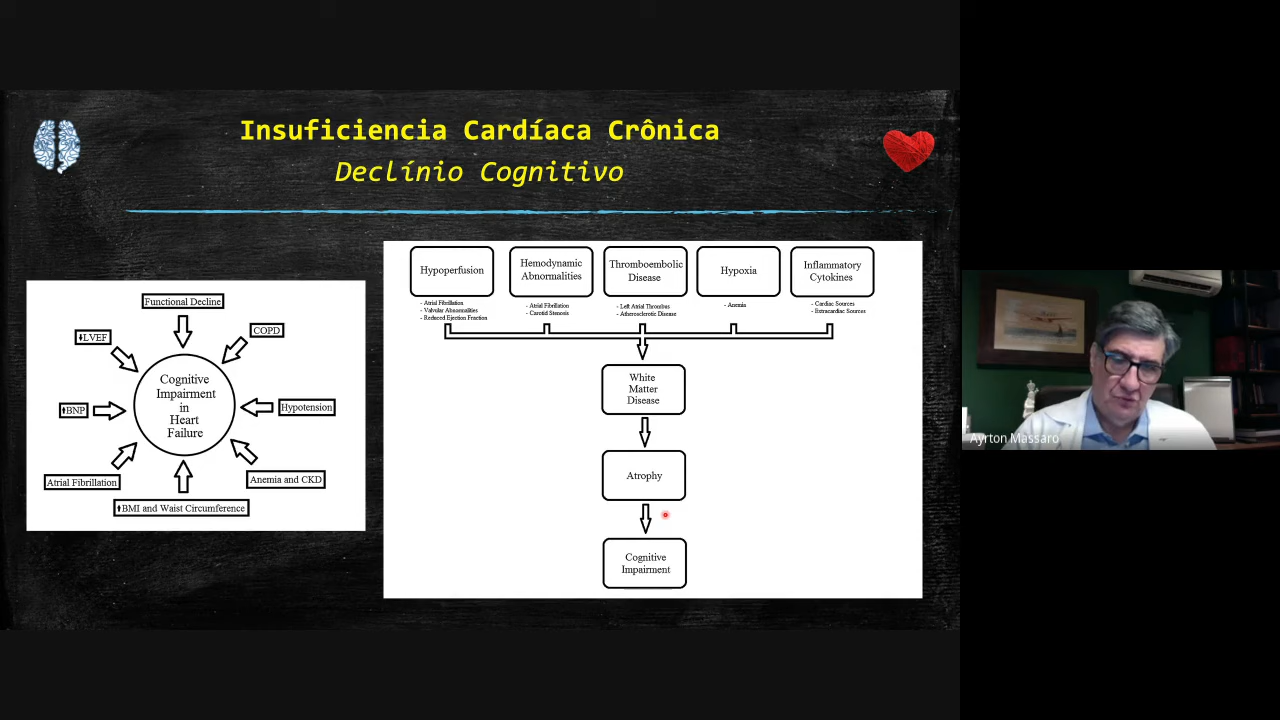 Insuficiencia Cardíaca Crônica
Declínio Cognitivo
Functional Decline
⬇LVEF
COPD
Cognitive
Impairment
in
Heart
Failure
⬆BNP
Hypotension
Atrial Fibrillation
Anemia and CKD
⬆BMI and Waist Circumference
Hypoperfusion
- Atrial Fibrillation
- Valvular Abnormalities
- Reduced Ejection Fraction
Hemodynamic
Abnormalities
- Atrial Fibrillation
- Carotid Stenosis
Thromboembolic
Disease
- Left Atrial Thrombus
- Atherosclerotic Disease
Hypoxia
- Anemia
Inflammatory
Cytokines
- Cardiac Sources
- Extracardiac Sources
White
Matter
Disease
Atrophy
Cognitive
Impairment
Ayrton Massaro